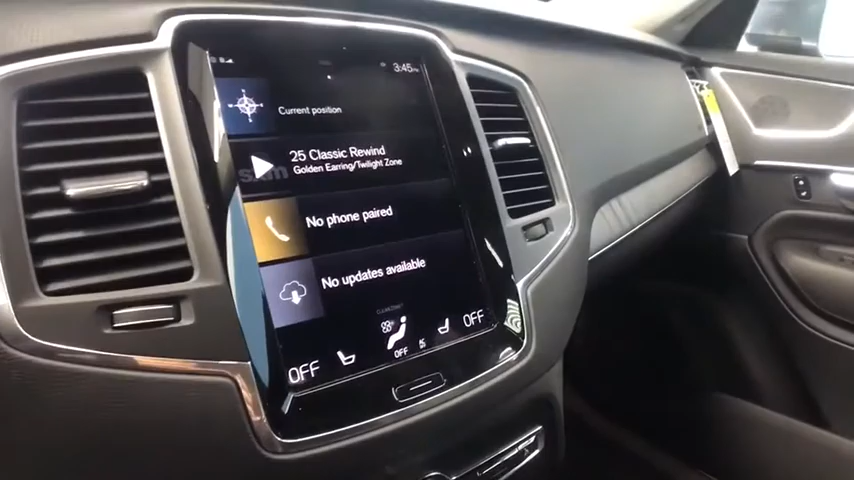 3:45PM
Current position
25 Classic Rewind
Golden Earring/Twilight Zone
No phone paired
No updates available
OFF
OFF
OFF